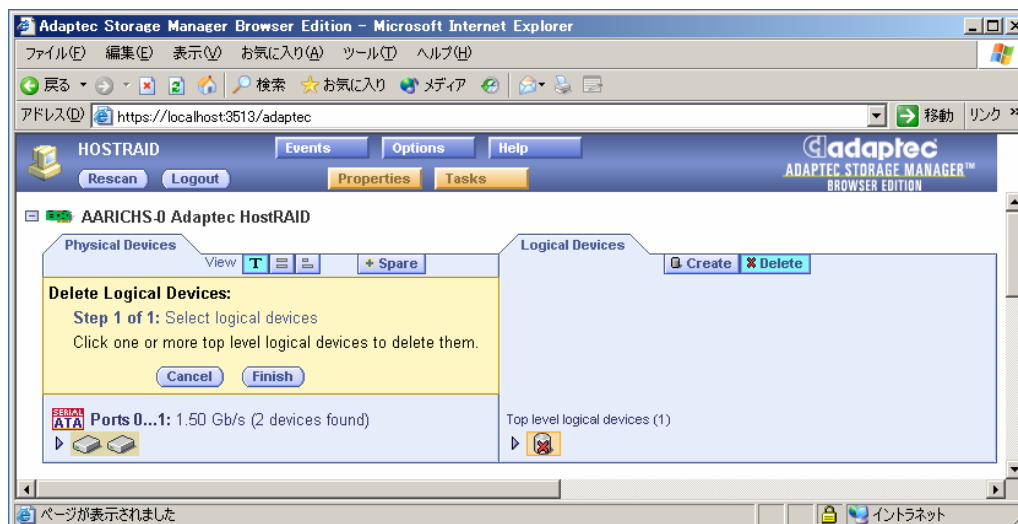 Adaptec Storage Manager Browser Edition - Microsoft Internet Explorer
ファイル(F) 編集(E) 表示(V) お気に入り(A) ツール(T) ヘルプ(H)
戻る 検索 お気に入り メディア
アドレス(D) https://localhost:3513/adaptec 移動 リンク »
HOSTRAID Events Options Help adaptec
Rescan Logout Properties Tasks ADAPTEC STORAGE MANAGER™
BROWSER EDITION
AARICHS-0 Adaptec HostRAID
Physical Devices Logical Devices
View T + Spare Create Delete
Delete Logical Devices:
Step 1 of 1: Select logical devices
Click one or more top level logical devices to delete them.
Cancel Finish
SERIAL ATA Ports 0...1: 1.50 Gb/s (2 devices found) Top level logical devices (1)
ページが表示されました イントラネット